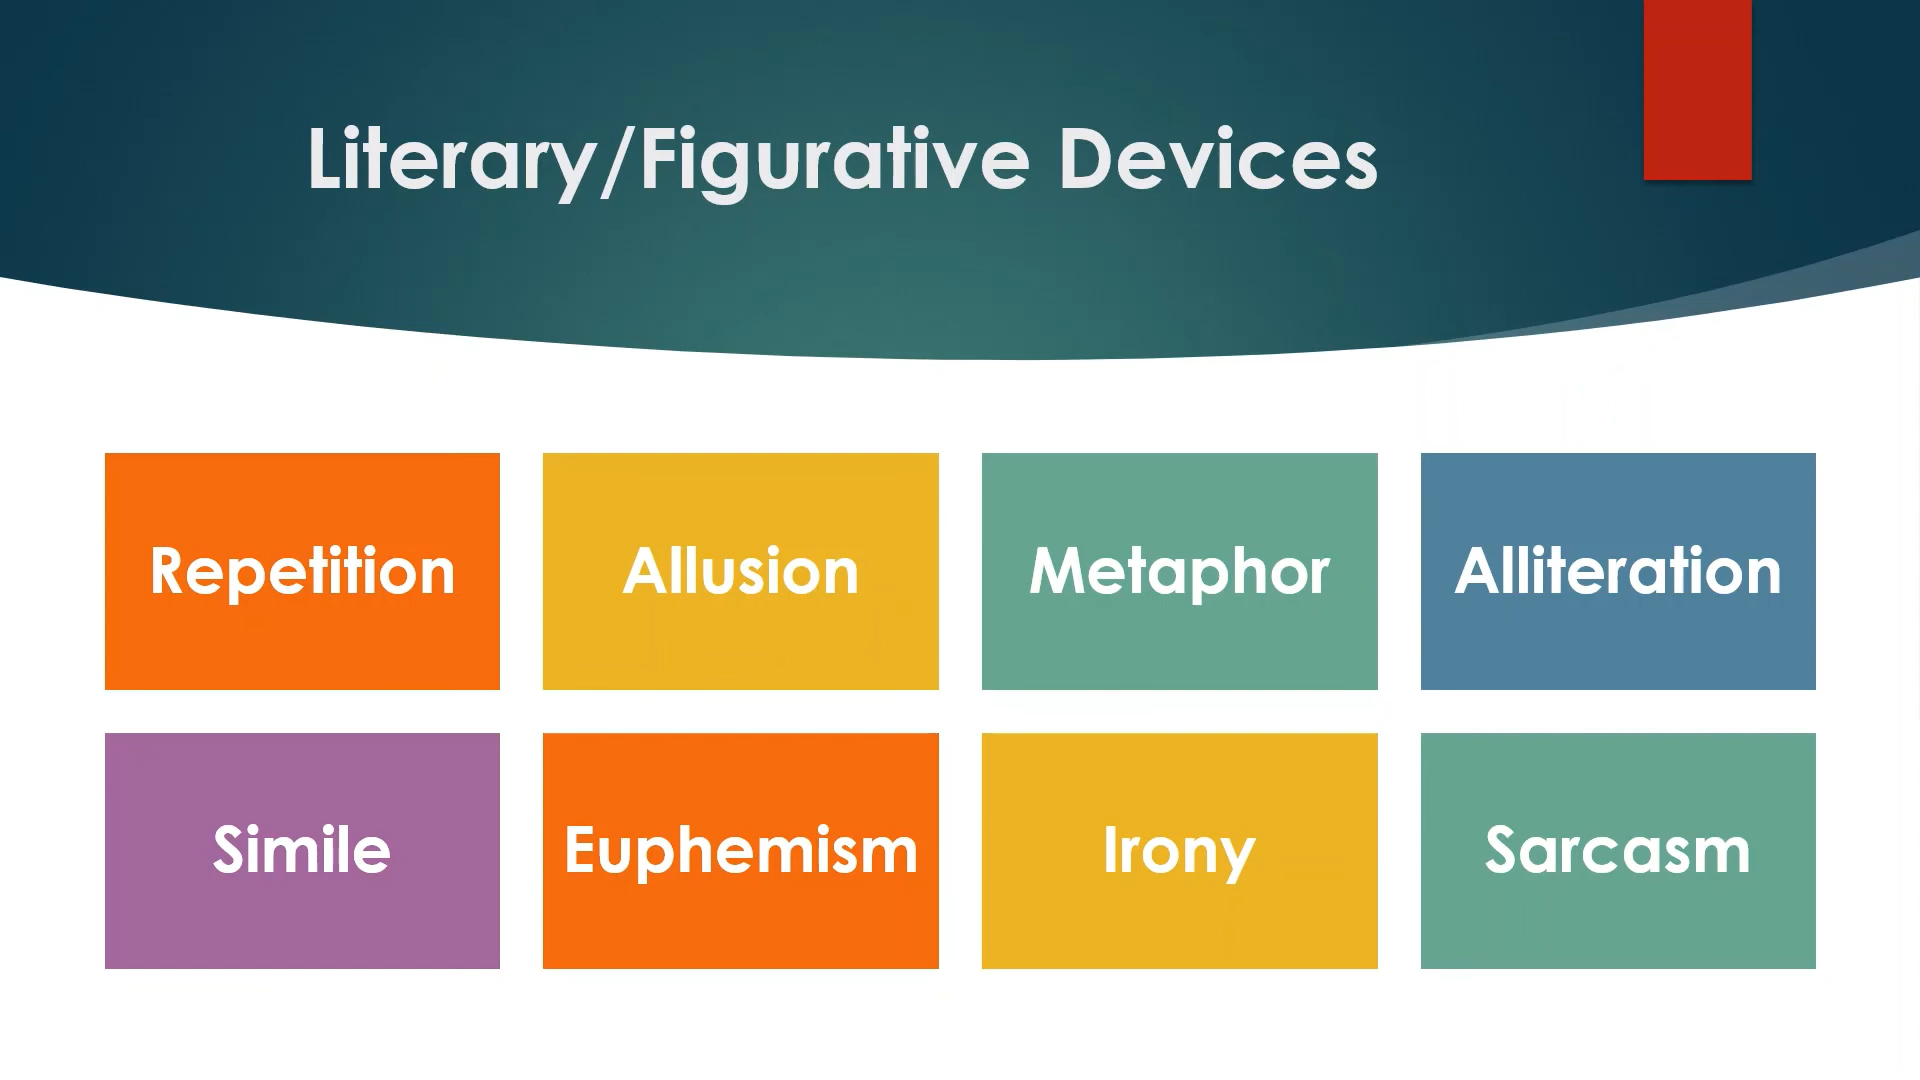 Literary/Figurative Devices
Repetition
Allusion
Metaphor
Alliteration
Simile
Euphemism
Irony
Sarcasm